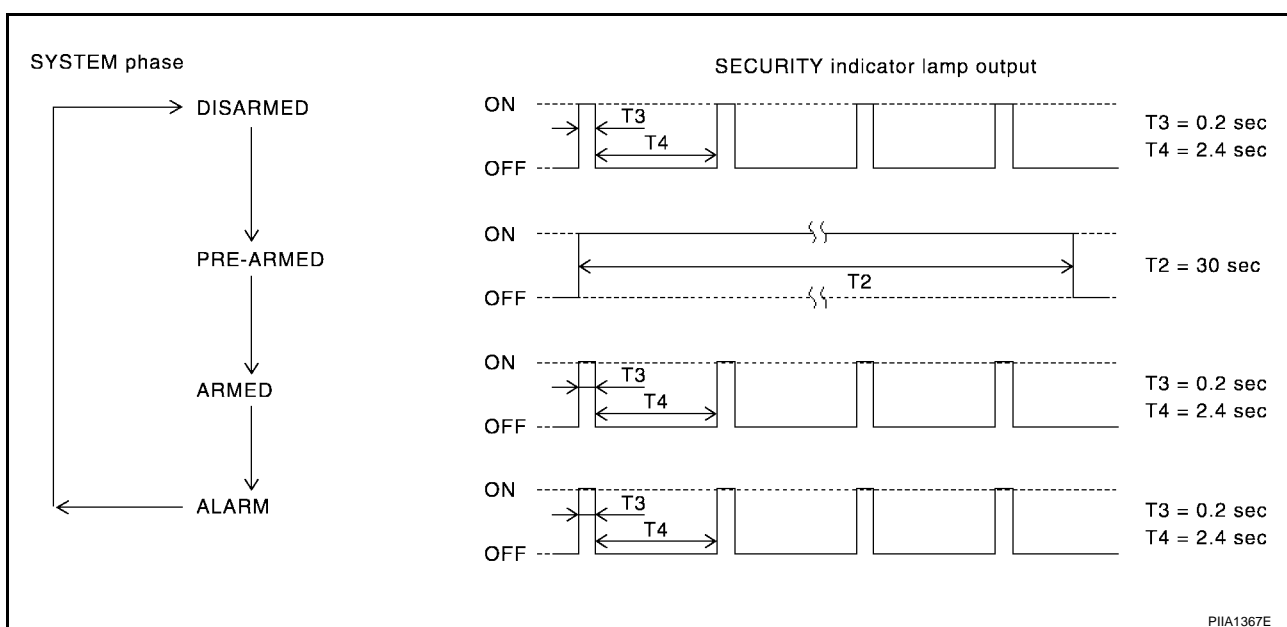 SYSTEM phase
SECURITY indicator lamp output
DISARMED
ON
T3
T4
OFF
T3 = 0.2 sec
T4 = 2.4 sec
PRE-ARMED
ON
T2
OFF
T2 = 30 sec
ARMED
ON
T3
T4
OFF
T3 = 0.2 sec
T4 = 2.4 sec
ALARM
ON
T3
T4
OFF
T3 = 0.2 sec
T4 = 2.4 sec
PIIA1367E